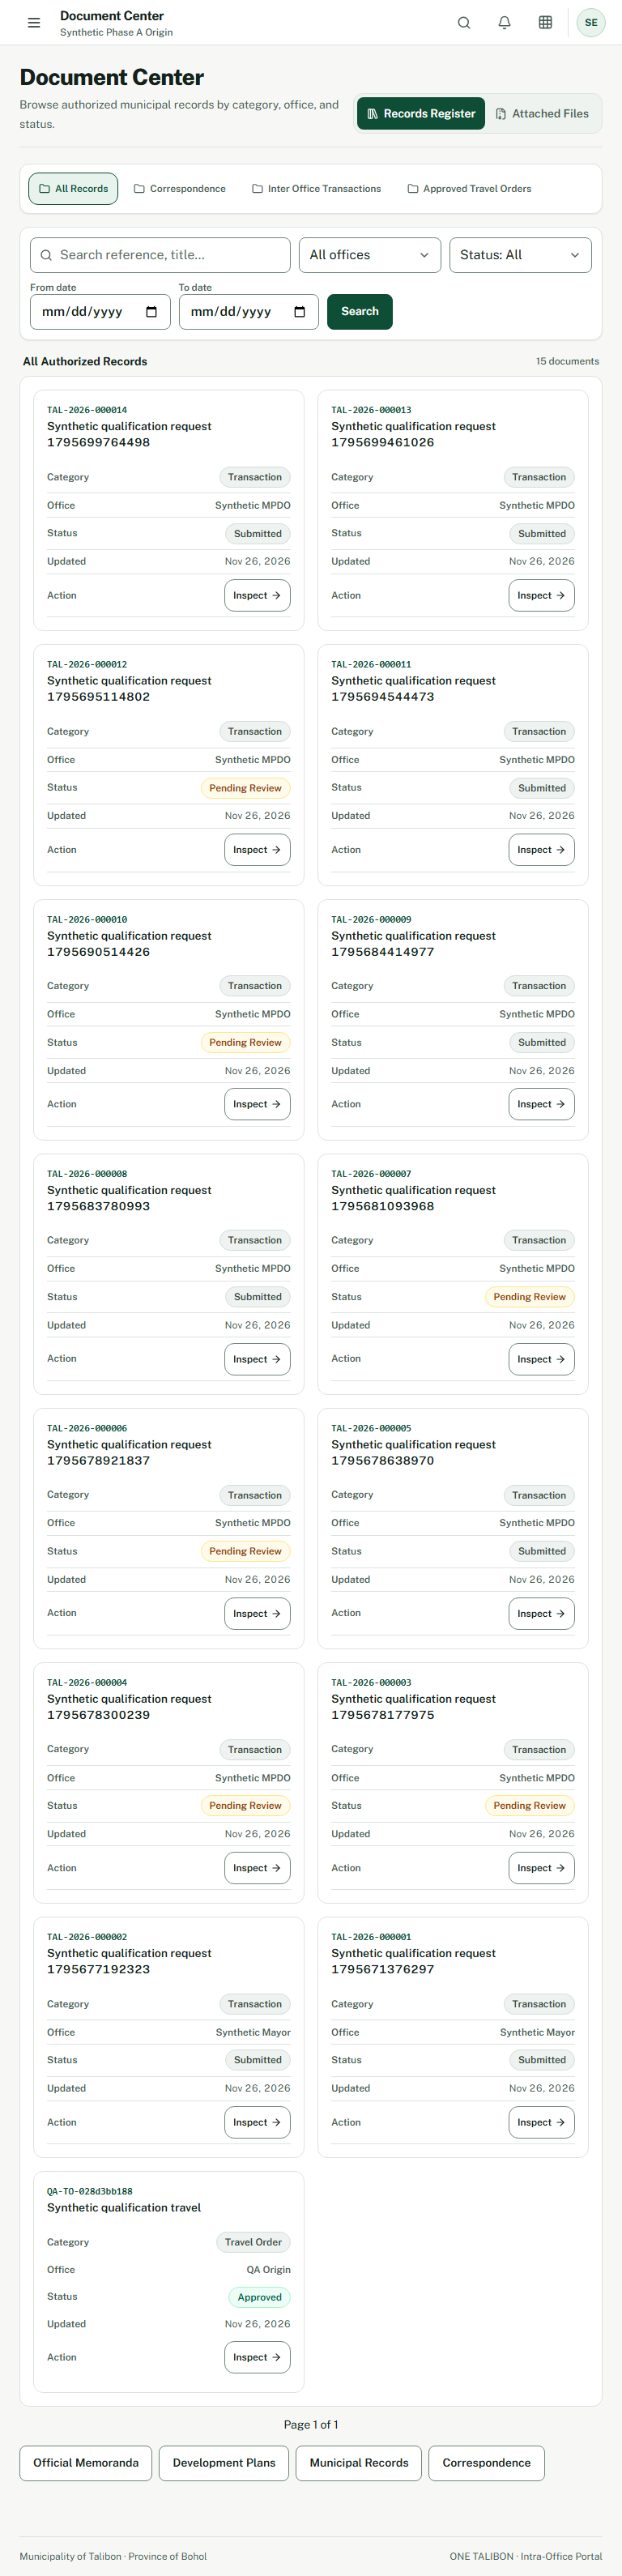 Document Center
Synthetic Phase A Origin
SE
Document Center
Browse authorized municipal records by category, office, and
status.
Records Register
Attached Files
All Records
Correspondence
Inter Office Transactions
Approved Travel Orders
Search reference, title...
All offices
Status: All
From date
To date
mm/dd/yyyy
mm/dd/yyyy
Search
All Authorized Records
15 documents
TAL-2026-000014
Synthetic qualification request
1795699764498
Category
Transaction
Office
Synthetic MPDO
Status
Submitted
Updated
Nov 26, 2026
Action
Inspect →
TAL-2026-000013
Synthetic qualification request
1795699461026
Category
Transaction
Office
Synthetic MPDO
Status
Submitted
Updated
Nov 26, 2026
Action
Inspect →
TAL-2026-000012
Synthetic qualification request
1795695114802
Category
Transaction
Office
Synthetic MPDO
Status
Pending Review
Updated
Nov 26, 2026
Action
Inspect →
TAL-2026-000011
Synthetic qualification request
1795694544473
Category
Transaction
Office
Synthetic MPDO
Status
Submitted
Updated
Nov 26, 2026
Action
Inspect →
TAL-2026-000010
Synthetic qualification request
1795690514426
Category
Transaction
Office
Synthetic MPDO
Status
Pending Review
Updated
Nov 26, 2026
Action
Inspect →
TAL-2026-000009
Synthetic qualification request
1795684414977
Category
Transaction
Office
Synthetic MPDO
Status
Submitted
Updated
Nov 26, 2026
Action
Inspect →
TAL-2026-000008
Synthetic qualification request
1795683780993
Category
Transaction
Office
Synthetic MPDO
Status
Submitted
Updated
Nov 26, 2026
Action
Inspect →
TAL-2026-000007
Synthetic qualification request
1795681093968
Category
Transaction
Office
Synthetic MPDO
Status
Pending Review
Updated
Nov 26, 2026
Action
Inspect →
TAL-2026-000006
Synthetic qualification request
1795678921837
Category
Transaction
Office
Synthetic MPDO
Status
Pending Review
Updated
Nov 26, 2026
Action
Inspect →
TAL-2026-000005
Synthetic qualification request
1795678638970
Category
Transaction
Office
Synthetic MPDO
Status
Submitted
Updated
Nov 26, 2026
Action
Inspect →
TAL-2026-000004
Synthetic qualification request
1795678300239
Category
Transaction
Office
Synthetic MPDO
Status
Pending Review
Updated
Nov 26, 2026
Action
Inspect →
TAL-2026-000003
Synthetic qualification request
1795678177975
Category
Transaction
Office
Synthetic MPDO
Status
Pending Review
Updated
Nov 26, 2026
Action
Inspect →
TAL-2026-000002
Synthetic qualification request
1795677192323
Category
Transaction
Office
Synthetic Mayor
Status
Submitted
Updated
Nov 26, 2026
Action
Inspect →
TAL-2026-000001
Synthetic qualification request
1795671376297
Category
Transaction
Office
Synthetic Mayor
Status
Submitted
Updated
Nov 26, 2026
Action
Inspect →
QA-TO-028d3bb188
Synthetic qualification travel
Category
Travel Order
Office
QA Origin
Status
Approved
Updated
Nov 26, 2026
Action
Inspect →
Page 1 of 1
Official Memoranda
Development Plans
Municipal Records
Correspondence
Municipality of Talibon · Province of Bohol
ONE TALIBON · Intra-Office Portal